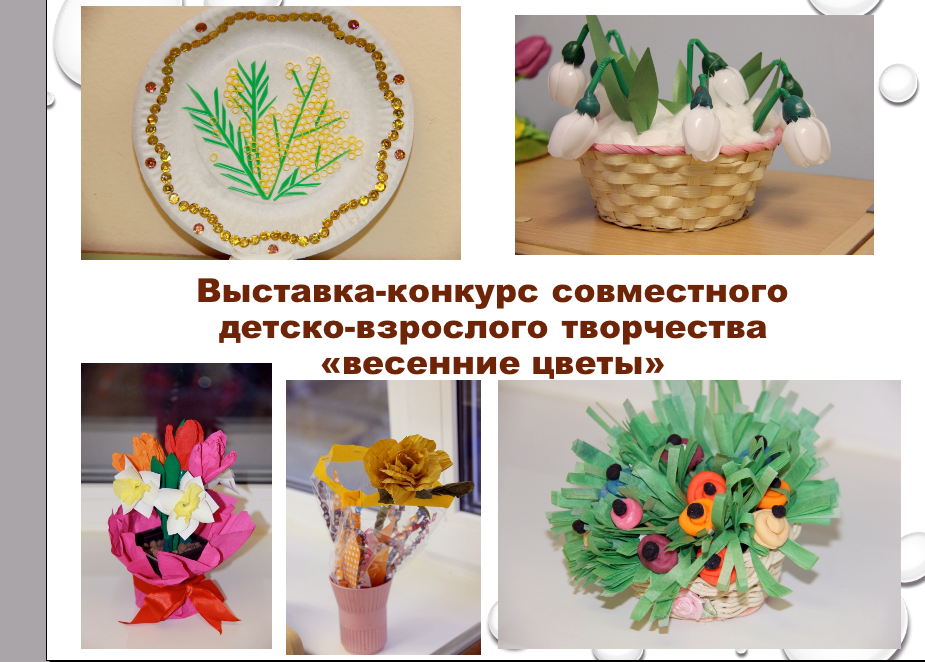 Выставка-конкурс совместного
детско-взрослого творчества
«весенние цветы»